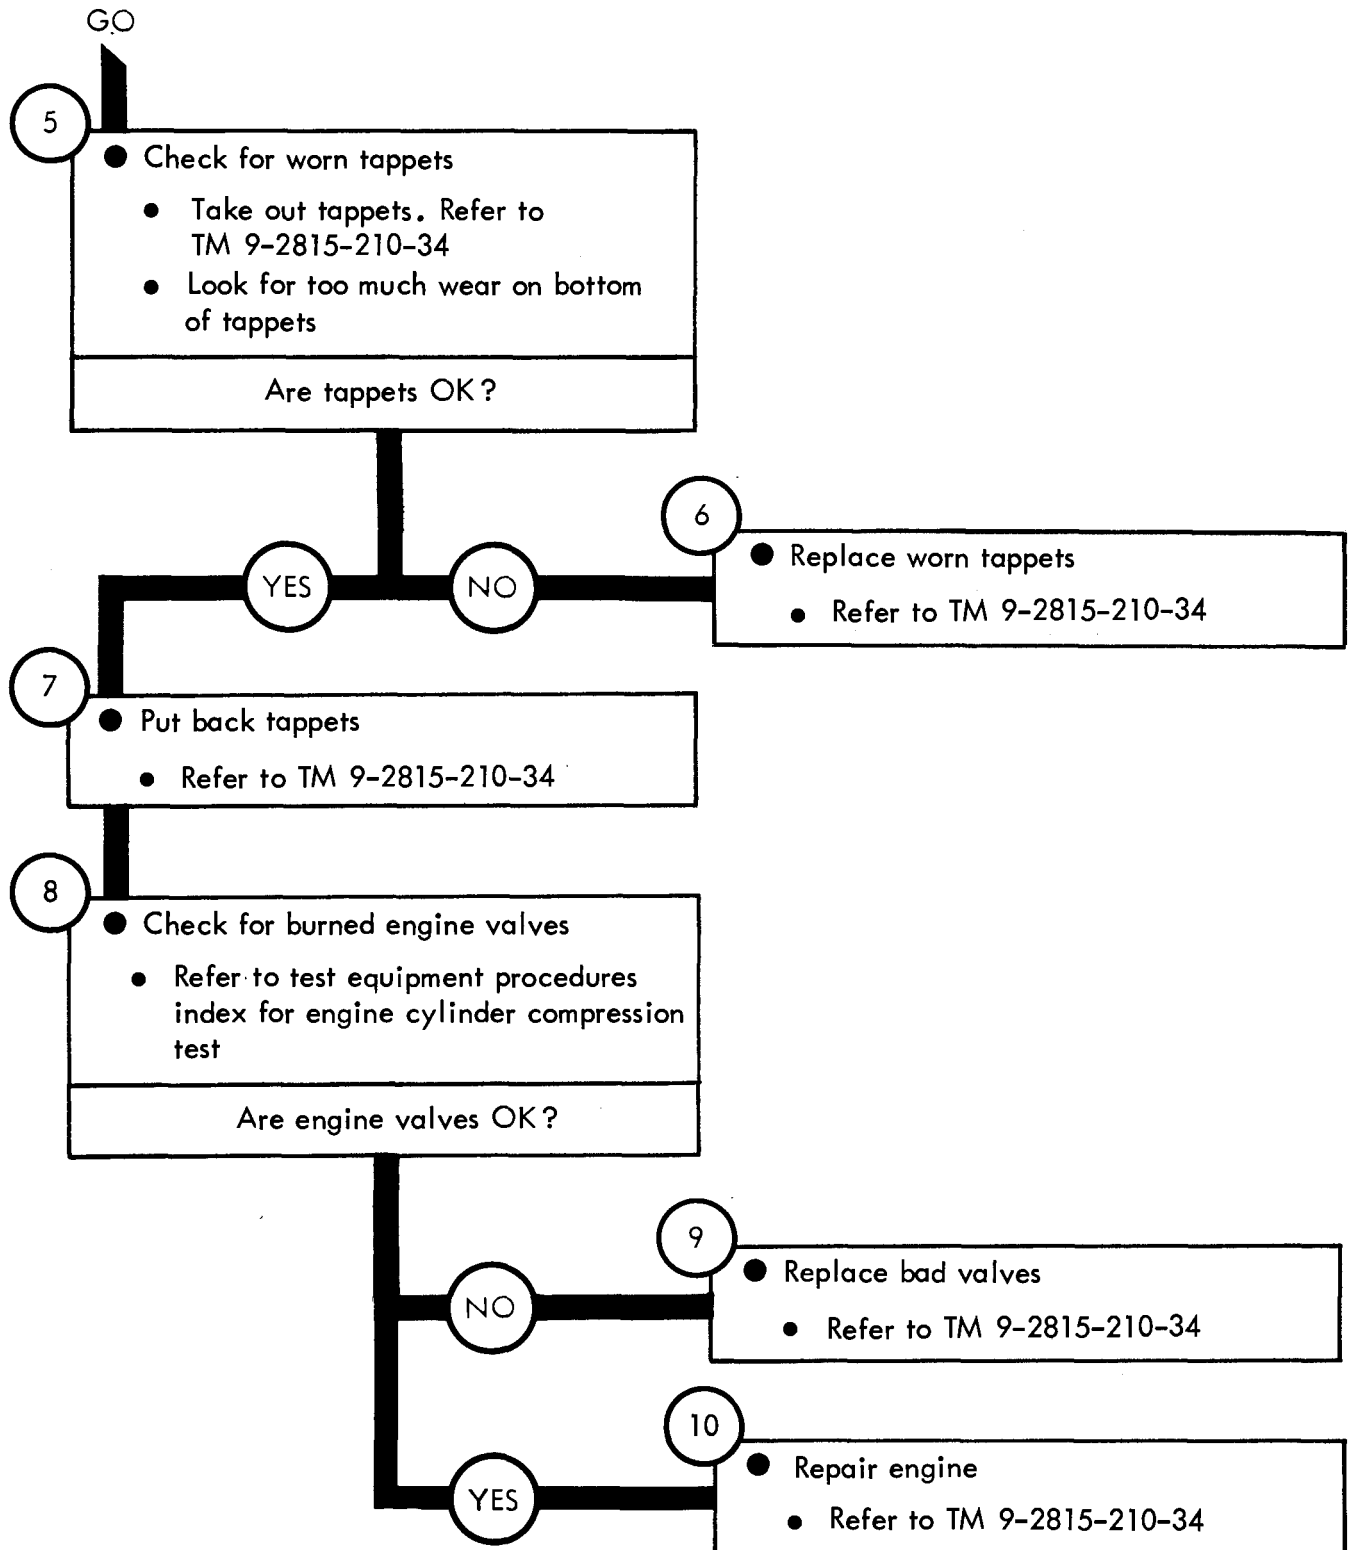 GO
5
● Check for worn tappets
● Take out tappets. Refer to
TM 9-2815-210-34
● Look for too much wear on bottom
of tappets
Are tappets OK?
YES
NO
6
● Replace worn tappets
● Refer to TM 9-2815-210-34
7
● Put back tappets
● Refer to TM 9-2815-210-34
8
● Check for burned engine valves
● Refer to test equipment procedures
index for engine cylinder compression
test
Are engine valves OK?
NO
9
● Replace bad valves
● Refer to TM 9-2815-210-34
YES
10
● Repair engine
● Refer to TM 9-2815-210-34